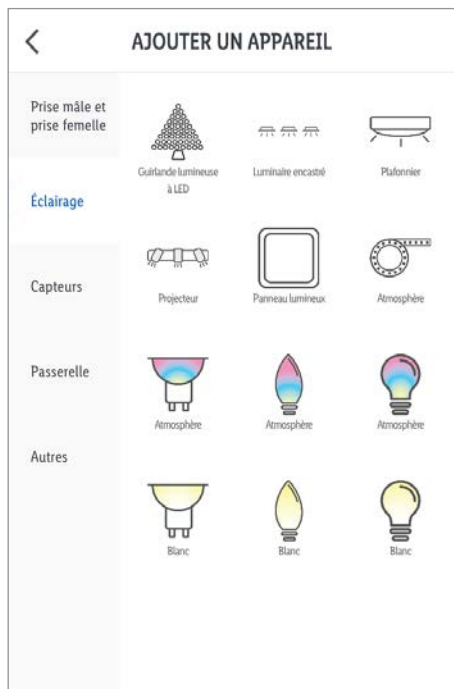 AJOUTER UN APPAREIL
Prise mâle et
prise femelle
Éclairage
Capteurs
Passerelle
Autres
Guirlande lumineuse
à LED
Luminaire encastré
Plafonnier
Projecteur
Panneau lumineux
Atmosphère
Atmosphère
Atmosphère
Atmosphère
Blanc
Blanc
Blanc